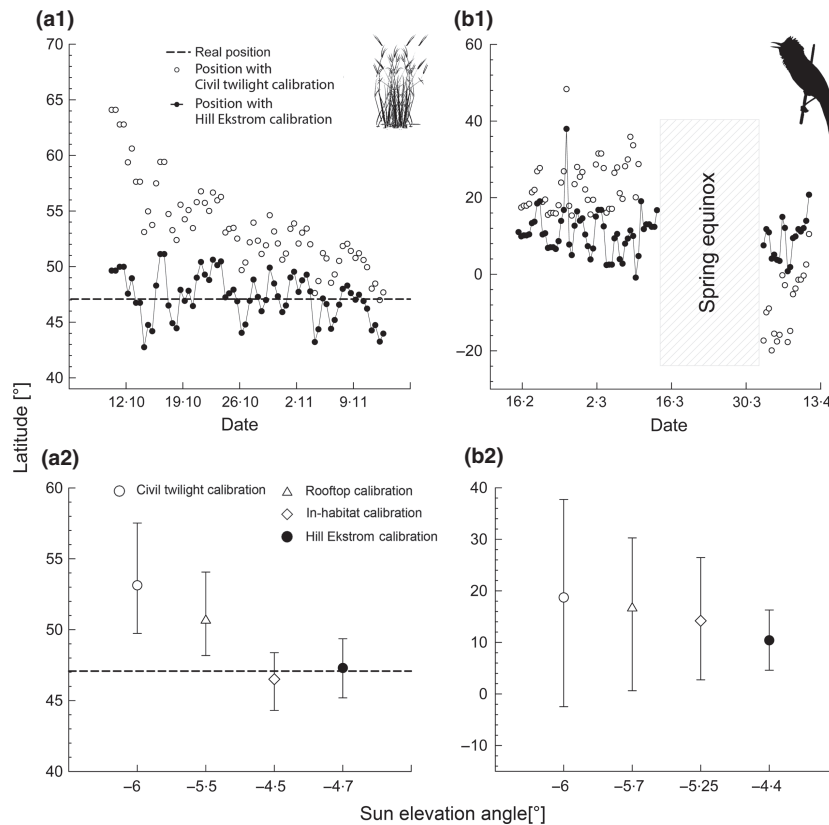 (a1)
70
65
60
55
50
45
40
Real position
Position with
Civil twilight calibration
Position with
Hill Ekstrom calibration
12·10
19·10
26·10
2·11
9·11
Date
(b1)
60
40
20
0
−20
Spring equinox
16·2
2·3
16·3
30·3
13·4
Date
Latitude [°]
(a2)
60
55
50
45
40
Civil twilight calibration
Rooftop calibration
In-habitat calibration
Hill Ekstrom calibration
−6
−5·5
−4·5
−4·7
(b2)
40
30
20
10
0
−10
−6
−5·7
−5·25
−4·4
Sun elevation angle[°]